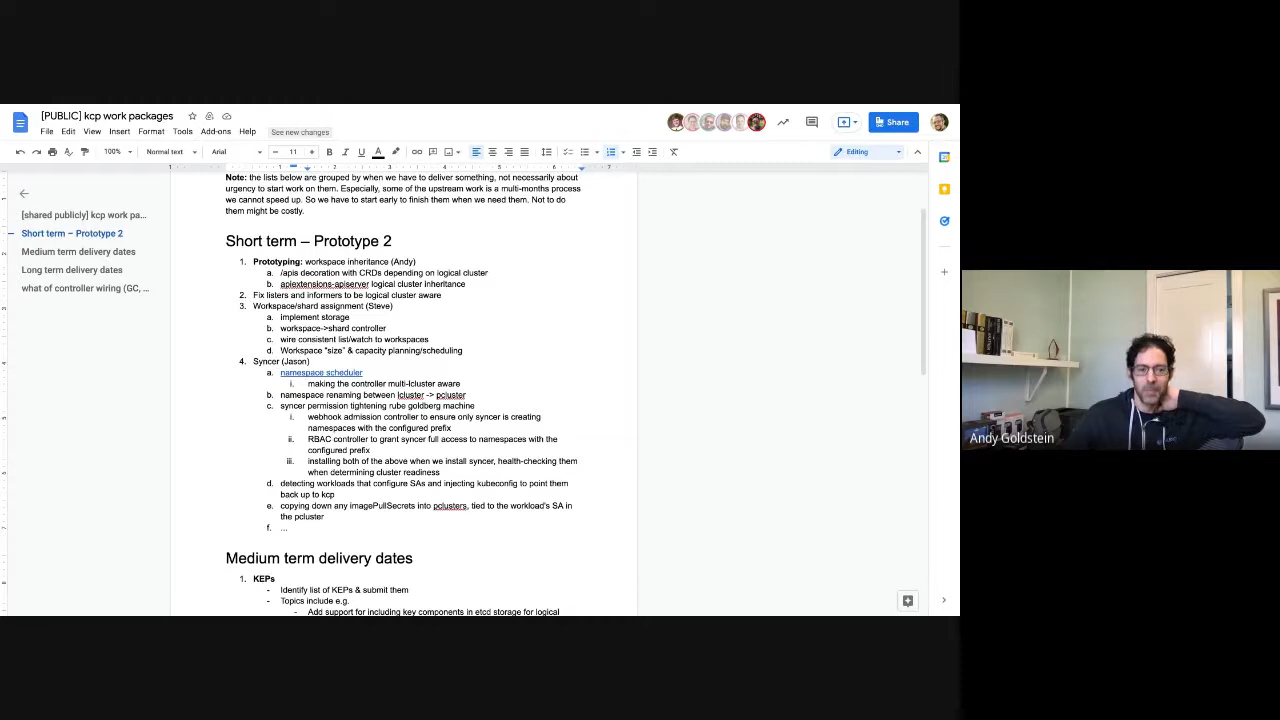 [PUBLIC] kcp work packages
File Edit View Insert Format Tools Add-ons Help See new changes
Share
100% Normal text Arial 11 Editing
[shared publicly] kcp work pa...
Short term – Prototype 2
Medium term delivery dates
Long term delivery dates
what of controller wiring (GC, ...
Note: the lists below are grouped by when we have to deliver something, not necessarily about
urgency to start work on them. Especially, some of the upstream work is a multi-months process
we cannot speed up. So we have to start early to finish them when we need them. Not to do
them might be costly.
Short term – Prototype 2
1. Prototyping: workspace inheritance (Andy)
a. /apis decoration with CRDs depending on logical cluster
b. apiextensions-apiserver logical cluster inheritance
2. Fix listers and informers to be logical cluster aware
3. Workspace/shard assignment (Steve)
a. implement storage
b. workspace->shard controller
c. wire consistent list/watch to workspaces
d. Workspace “size” & capacity planning/scheduling
4. Syncer (Jason)
a. namespace scheduler
i. making the controller multi-lcluster aware
b. namespace renaming between lcluster -> pcluster
c. syncer permission tightening rube goldberg machine
i. webhook admission controller to ensure only syncer is creating
namespaces with the configured prefix
ii. RBAC controller to grant syncer full access to namespaces with the
configured prefix
iii. installing both of the above when we install syncer, health-checking them
when determining cluster readiness
d. detecting workloads that configure SAs and injecting kubeconfig to point them
back up to kcp
e. copying down any imagePullSecrets into pclusters, tied to the workload's SA in
the pcluster
f. ...
Medium term delivery dates
1. KEPs
- Identify list of KEPs & submit them
- Topics include e.g.
- Add support for including key components in etcd storage for logical
Andy Goldstein